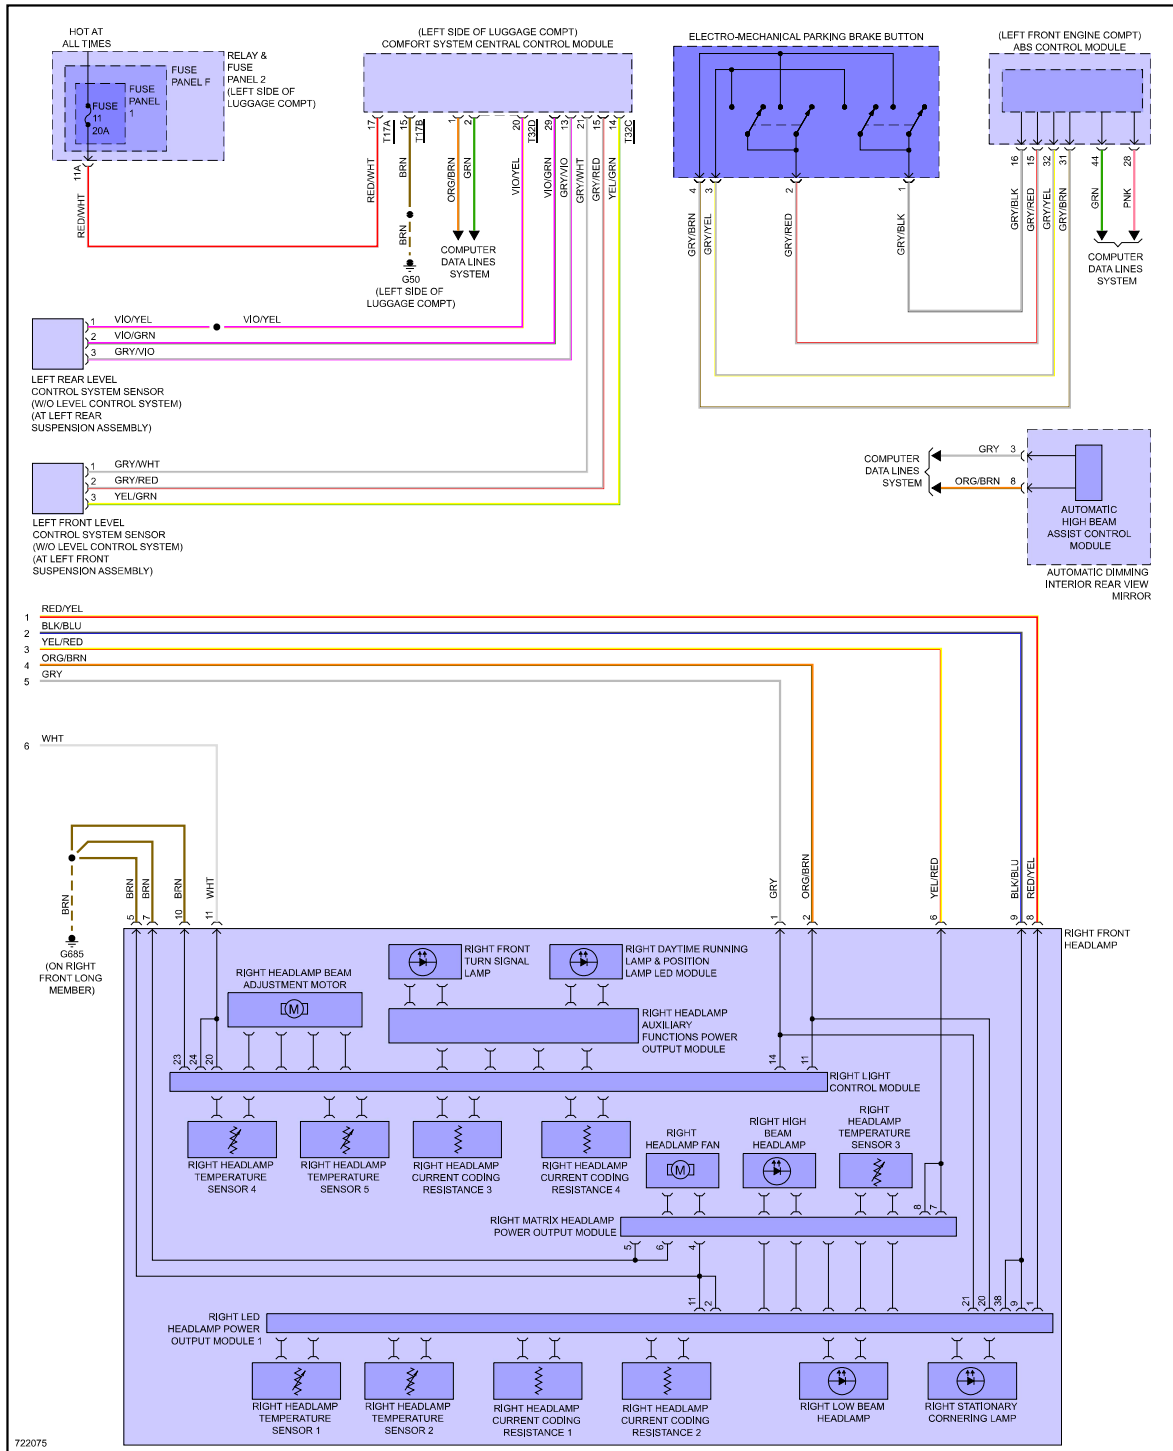 HOT AT
ALL TIMES
RELAY &
FUSE
PANEL 2
(LEFT SIDE OF
LUGGAGE COMPT)
FUSE
PANEL F
FUSE
PANEL
1
FUSE
11
20A
11A
RED/WHT
(LEFT SIDE OF LUGGAGE COMPT)
COMFORT SYSTEM CENTRAL CONTROL MODULE
17
T17A
15
T17B
1
2
20
T32D
29
13
21
15
14
T32C
RED/WHT
BRN
ORG/BRN
GRN
VIO/YEL
VIO/GRN
GRY/VIO
GRY/WHT
GRY/RED
YEL/GRN
BRN
G50
(LEFT SIDE OF
LUGGAGE COMPT)
COMPUTER
DATA LINES
SYSTEM
ELECTRO-MECHANICAL PARKING BRAKE BUTTON
4
3
2
1
GRY/BRN
GRY/YEL
GRY/RED
GRY/BLK
(LEFT FRONT ENGINE COMPT)
ABS CONTROL MODULE
16
15
32
31
44
28
GRY/BLK
GRY/RED
GRY/YEL
GRY/BRN
GRN
PNK
COMPUTER
DATA LINES
SYSTEM
1
VIO/YEL
VIO/YEL
2
VIO/GRN
3
GRY/VIO
LEFT REAR LEVEL
CONTROL SYSTEM SENSOR
(W/O LEVEL CONTROL SYSTEM)
(AT LEFT REAR
SUSPENSION ASSEMBLY)
1
GRY/WHT
2
GRY/RED
3
YEL/GRN
LEFT FRONT LEVEL
CONTROL SYSTEM SENSOR
(W/O LEVEL CONTROL SYSTEM)
(AT LEFT FRONT
SUSPENSION ASSEMBLY)
COMPUTER
DATA LINES
SYSTEM
GRY 3
ORG/BRN 8
AUTOMATIC
HIGH BEAM
ASSIST CONTROL
MODULE
AUTOMATIC DIMMING
INTERIOR REAR VIEW
MIRROR
1 RED/YEL
2 BLK/BLU
3 YEL/RED
4 ORG/BRN
5 GRY
6 WHT
BRN
G685
(ON RIGHT
FRONT LONG
MEMBER)
BRN
BRN
BRN
WHT
GRY
ORG/BRN
YEL/RED
BLK/BLU
RED/YEL
5
7
10
11
1
2
6
9
8
RIGHT FRONT
HEADLAMP
RIGHT HEADLAMP BEAM
ADJUSTMENT MOTOR
M
RIGHT FRONT
TURN SIGNAL
LAMP
RIGHT DAYTIME RUNNING
LAMP & POSITION
LAMP LED MODULE
RIGHT HEADLAMP
AUXILIARY
FUNCTIONS POWER
OUTPUT MODULE
23
24
20
14
11
RIGHT LIGHT
CONTROL MODULE
RIGHT HEADLAMP
TEMPERATURE
SENSOR 4
RIGHT HEADLAMP
TEMPERATURE
SENSOR 5
RIGHT HEADLAMP
CURRENT CODING
RESISTANCE 3
RIGHT HEADLAMP
CURRENT CODING
RESISTANCE 4
RIGHT
HEADLAMP FAN
M
RIGHT HIGH
BEAM
HEADLAMP
RIGHT
HEADLAMP
TEMPERATURE
SENSOR 3
8
7
RIGHT MATRIX HEADLAMP
POWER OUTPUT MODULE
5
6
4
11
2
21
20
38
9
1
RIGHT LED
HEADLAMP POWER
OUTPUT MODULE 1
RIGHT HEADLAMP
TEMPERATURE
SENSOR 1
RIGHT HEADLAMP
TEMPERATURE
SENSOR 2
RIGHT HEADLAMP
CURRENT CODING
RESISTANCE 1
RIGHT HEADLAMP
CURRENT CODING
RESISTANCE 2
RIGHT LOW BEAM
HEADLAMP
RIGHT STATIONARY
CORNERING LAMP
722075